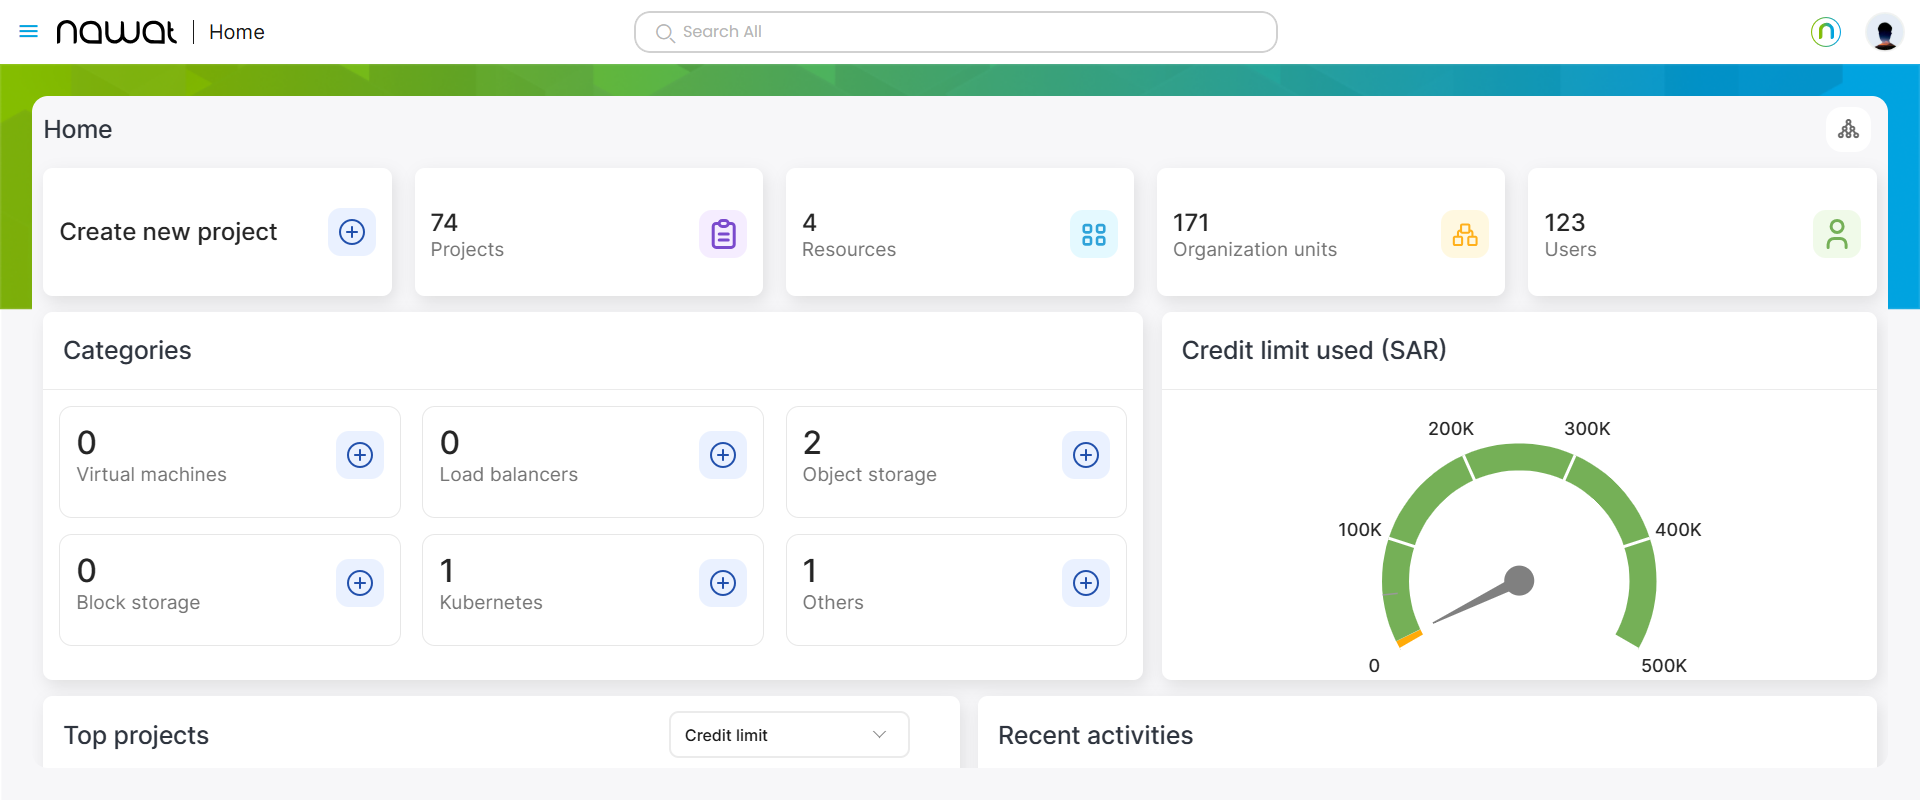 nawat
Home
Search All
Home
Create new project
74
Projects
4
Resources
171
Organization units
123
Users
Categories
0
Virtual machines
0
Load balancers
2
Object storage
0
Block storage
1
Kubernetes
1
Others
Credit limit used (SAR)
200K
300K
100K
400K
0
500K
Top projects
Credit limit
Recent activities